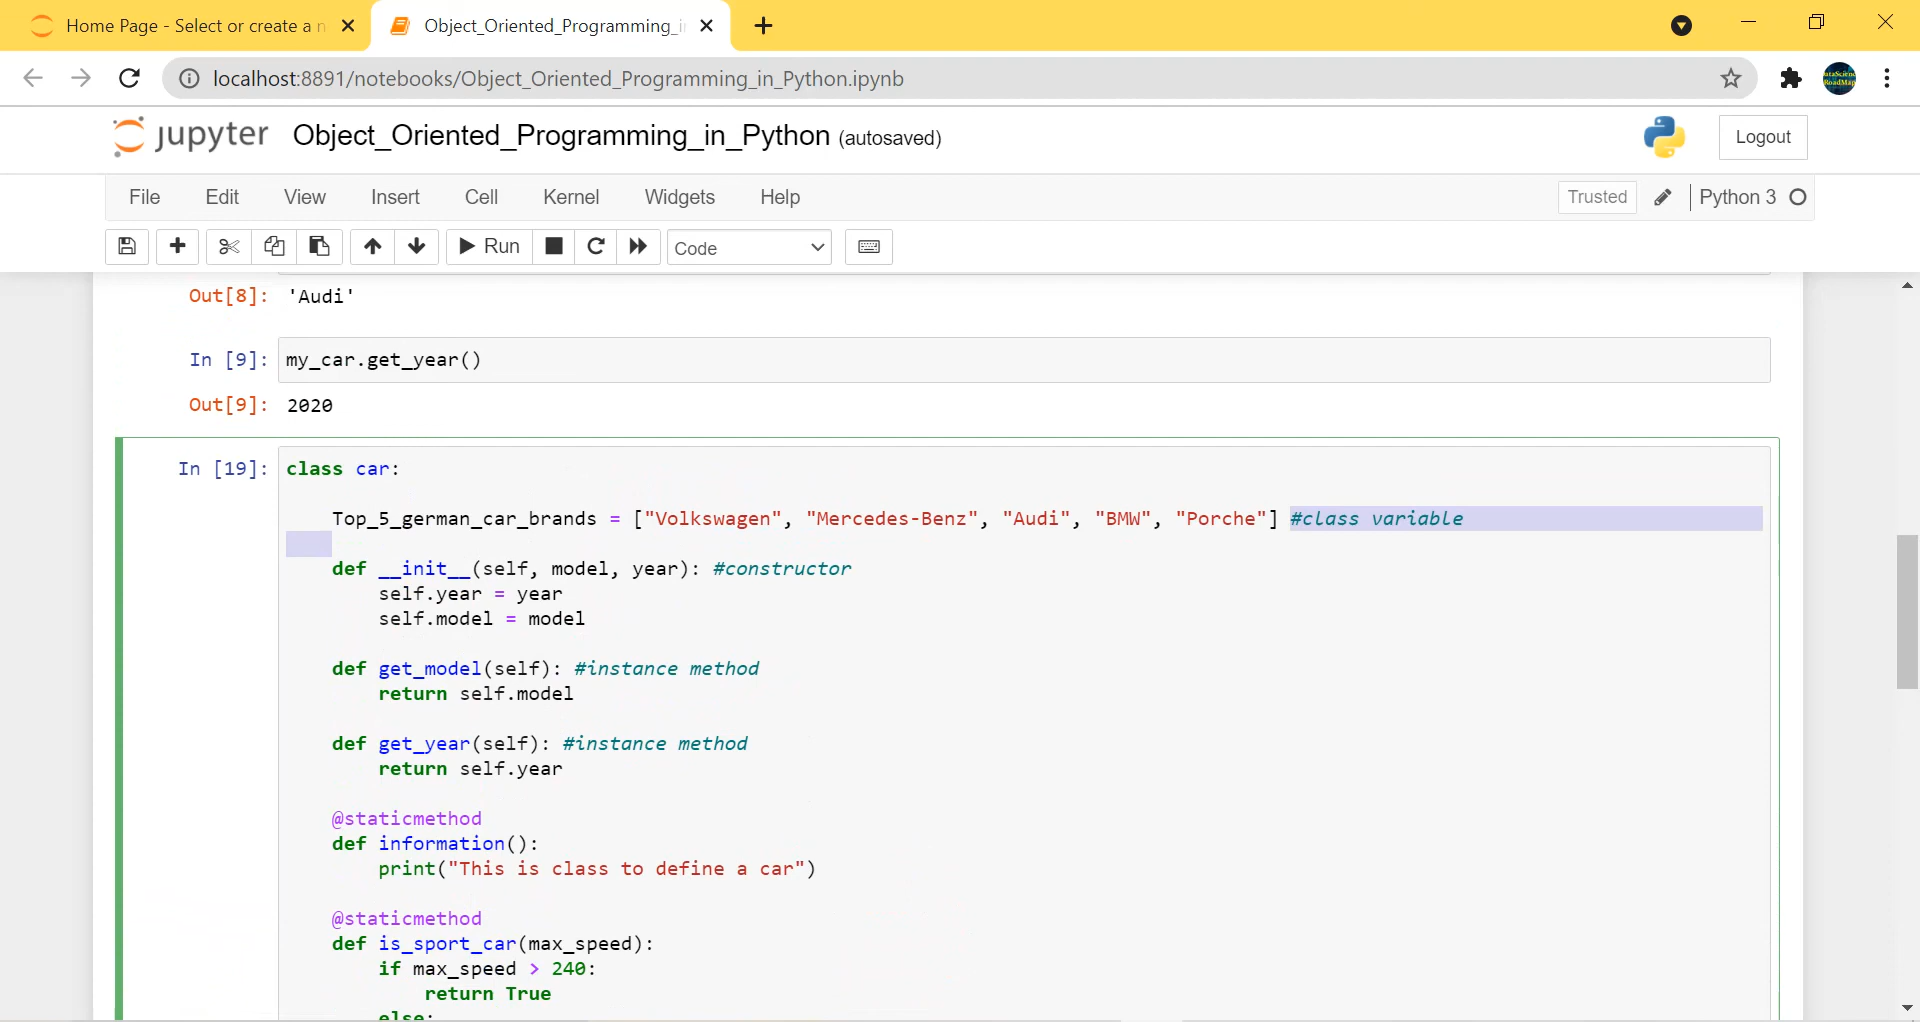 Home Page - Select or create a n
Object_Oriented_Programming_i
localhost:8891/notebooks/Object_Oriented_Programming_in_Python.ipynb
jupyter Object_Oriented_Programming_in_Python (autosaved)
Logout
File Edit View Insert Cell Kernel Widgets Help
Trusted
Python 3
Run
Code
Out[8]: 'Audi'
In [9]: my_car.get_year()
Out[9]: 2020
In [19]: class car:
Top_5_german_car_brands = ["Volkswagen", "Mercedes-Benz", "Audi", "BMW", "Porche"] #class variable
def __init__(self, model, year): #constructor
self.year = year
self.model = model
def get_model(self): #instance method
return self.model
def get_year(self): #instance method
return self.year
@staticmethod
def information():
print("This is class to define a car")
@staticmethod
def is_sport_car(max_speed):
if max_speed > 240:
return True
else: